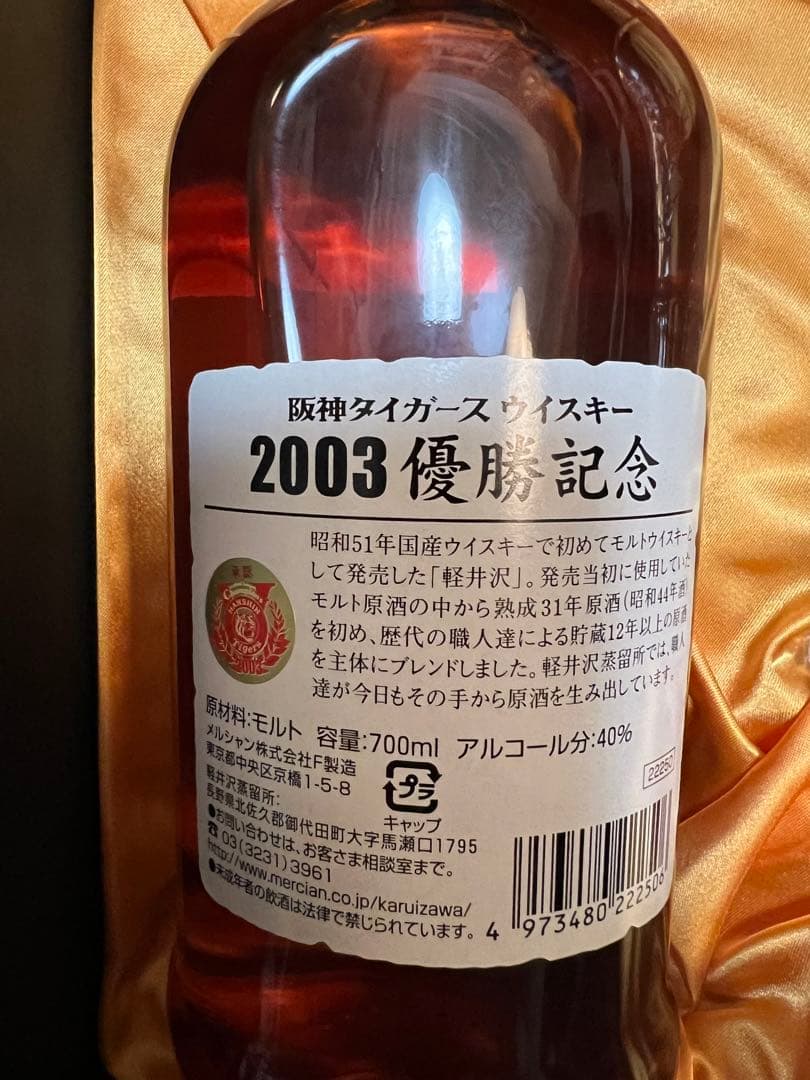 阪神タイガース ウイスキー
2003 優勝記念
昭和51年国産ウイスキーで初めてモルトウイスキーと
して発売した「軽井沢」。発売当初に使用していた
モルト原酒の中から熟成31年原酒(昭和44年酒)
を初め、歴代の職人達による貯蔵12年以上の原酒
を主体にブレンドしました。軽井沢蒸留所では、職人
達が今日もその手から原酒を生み出しています。
承認
HANSHIN
Tigers
2003
原材料:モルト 容量:700ml アルコール分:40%
メルシャン株式会社F製造
東京都中央区京橋1-5-8
プラ
キャップ
軽井沢蒸留所:
長野県北佐久郡御代田町大字馬瀬口1795
●お問い合わせは、お客さま相談室まで。
☎03(3231)3961
http://www.mercian.co.jp/karuizawa/
●未成年者の飲酒は法律で禁じられています。
22250
4 973480 222506